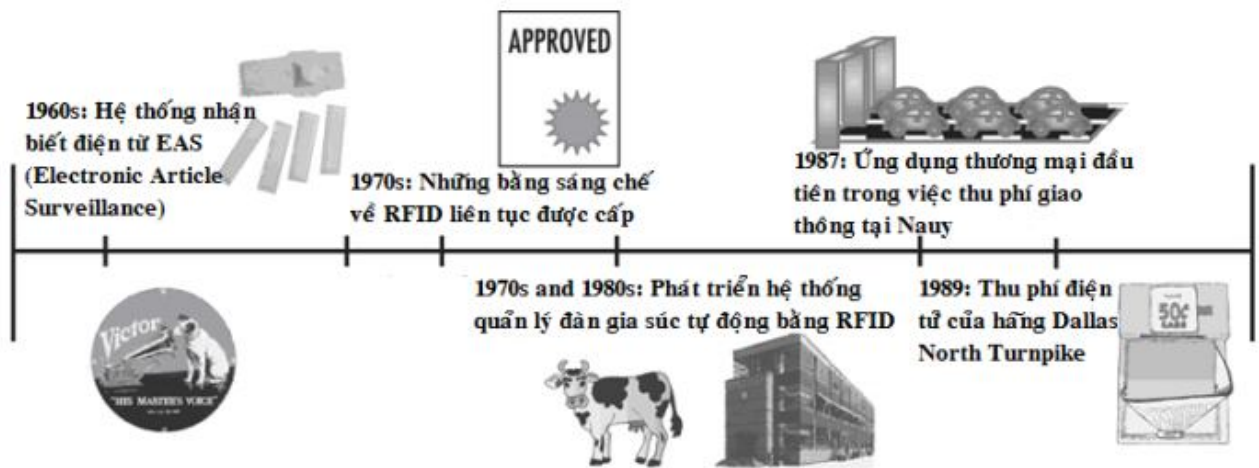 APPROVED
1960s: Hệ thống nhận
biết điện từ EAS
(Electronic Article
Surveillance)
1970s: Những bằng sáng chế
về RFID liên tục được cấp
1987: Ứng dụng thương mại đầu
tiên trong việc thu phí giao
thông tại Nauy
1970s and 1980s: Phát triển hệ thống
quản lý đàn gia súc tự động bằng RFID
1989: Thu phí điện
tử của hãng Dallas
North Turnpike
Victor
"HIS MASTER'S VOICE"
50¢